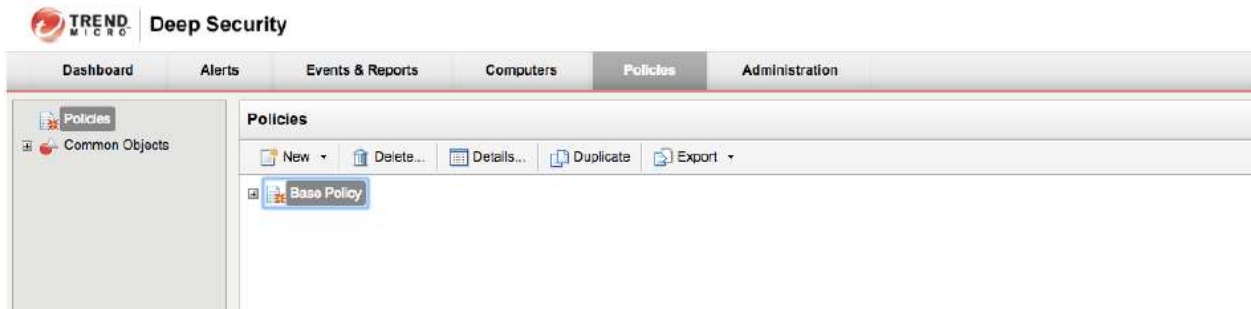 TREND MICRO Deep Security
Dashboard Alerts Events & Reports Computers Policies Administration
Policies
Common Objects
Policies
New Delete... Details... Duplicate Export
Base Policy